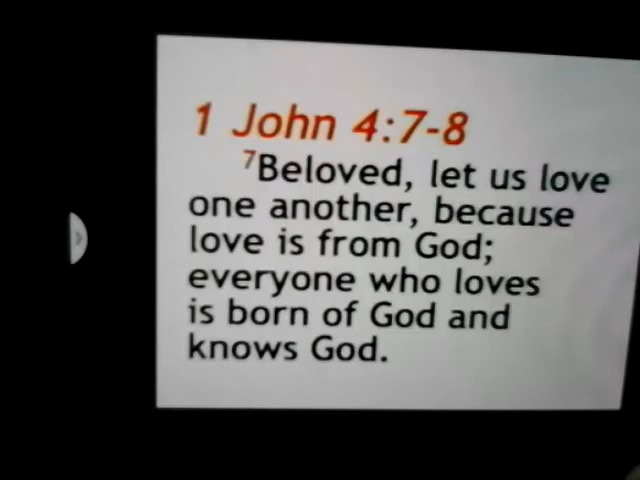 1 John 4:7-8
7Beloved, let us love
one another, because
love is from God;
everyone who loves
is born of God and
knows God.